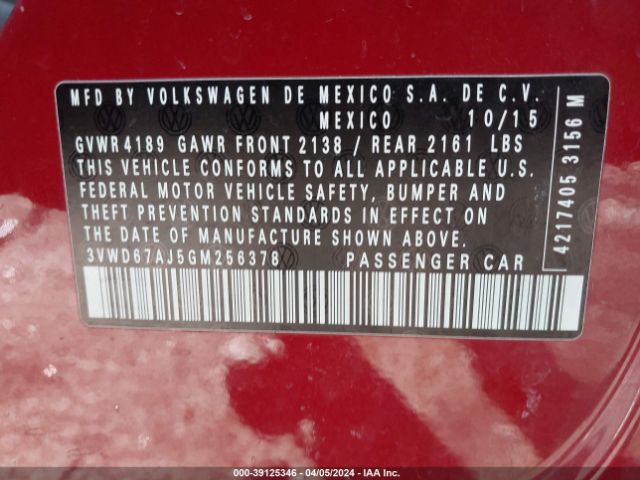 MFD BY VOLKSWAGEN DE MEXICO S.A. DE C.V.
MEXICO 10/15
GVWR 4189 GAWR FRONT 2138 / REAR 2161 LBS
THIS VEHICLE CONFORMS TO ALL APPLICABLE U.S.
FEDERAL MOTOR VEHICLE SAFETY, BUMPER AND
THEFT PREVENTION STANDARDS IN EFFECT ON
THE DATE OF MANUFACTURE SHOWN ABOVE.
3VWD67AJ5GM256378 PASSENGER CAR
4217405 3156 M
000-39125346 - 04/05/2024 - IAA Inc.